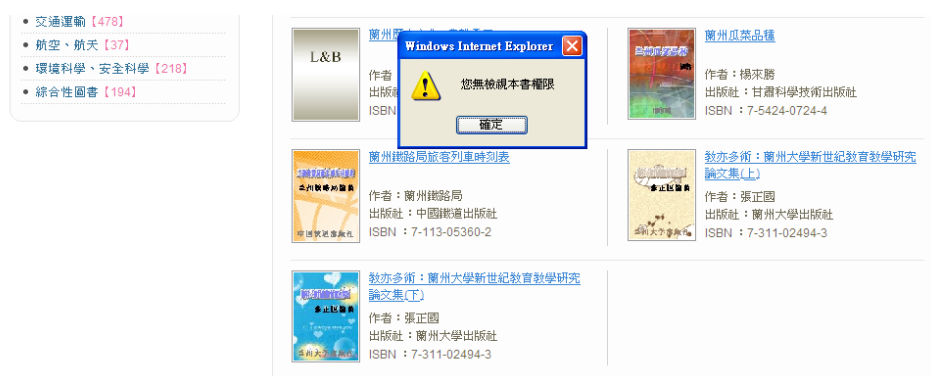 交通運輸【478】
航空、航天【37】
環境科學、安全科學【218】
綜合性圖書【194】
L&B
蘭州
作者
出版
ISBN
Windows Internet Explorer
您無檢視本書權限
確定
蘭州瓜菜品種
作者：楊來勝
出版社：甘肅科學技術出版社
ISBN：7-5424-0724-4
蘭州鐵路局旅客列車時刻表
作者：蘭州鐵路局
出版社：中國鐵道出版社
ISBN：7-113-05360-2
教亦多術：蘭州大學新世紀教育教學研究
論文集(上)
作者：張正國
出版社：蘭州大學出版社
ISBN：7-311-02494-3
教亦多術：蘭州大學新世紀教育教學研究
論文集(下)
作者：張正國
出版社：蘭州大學出版社
ISBN：7-311-02494-3